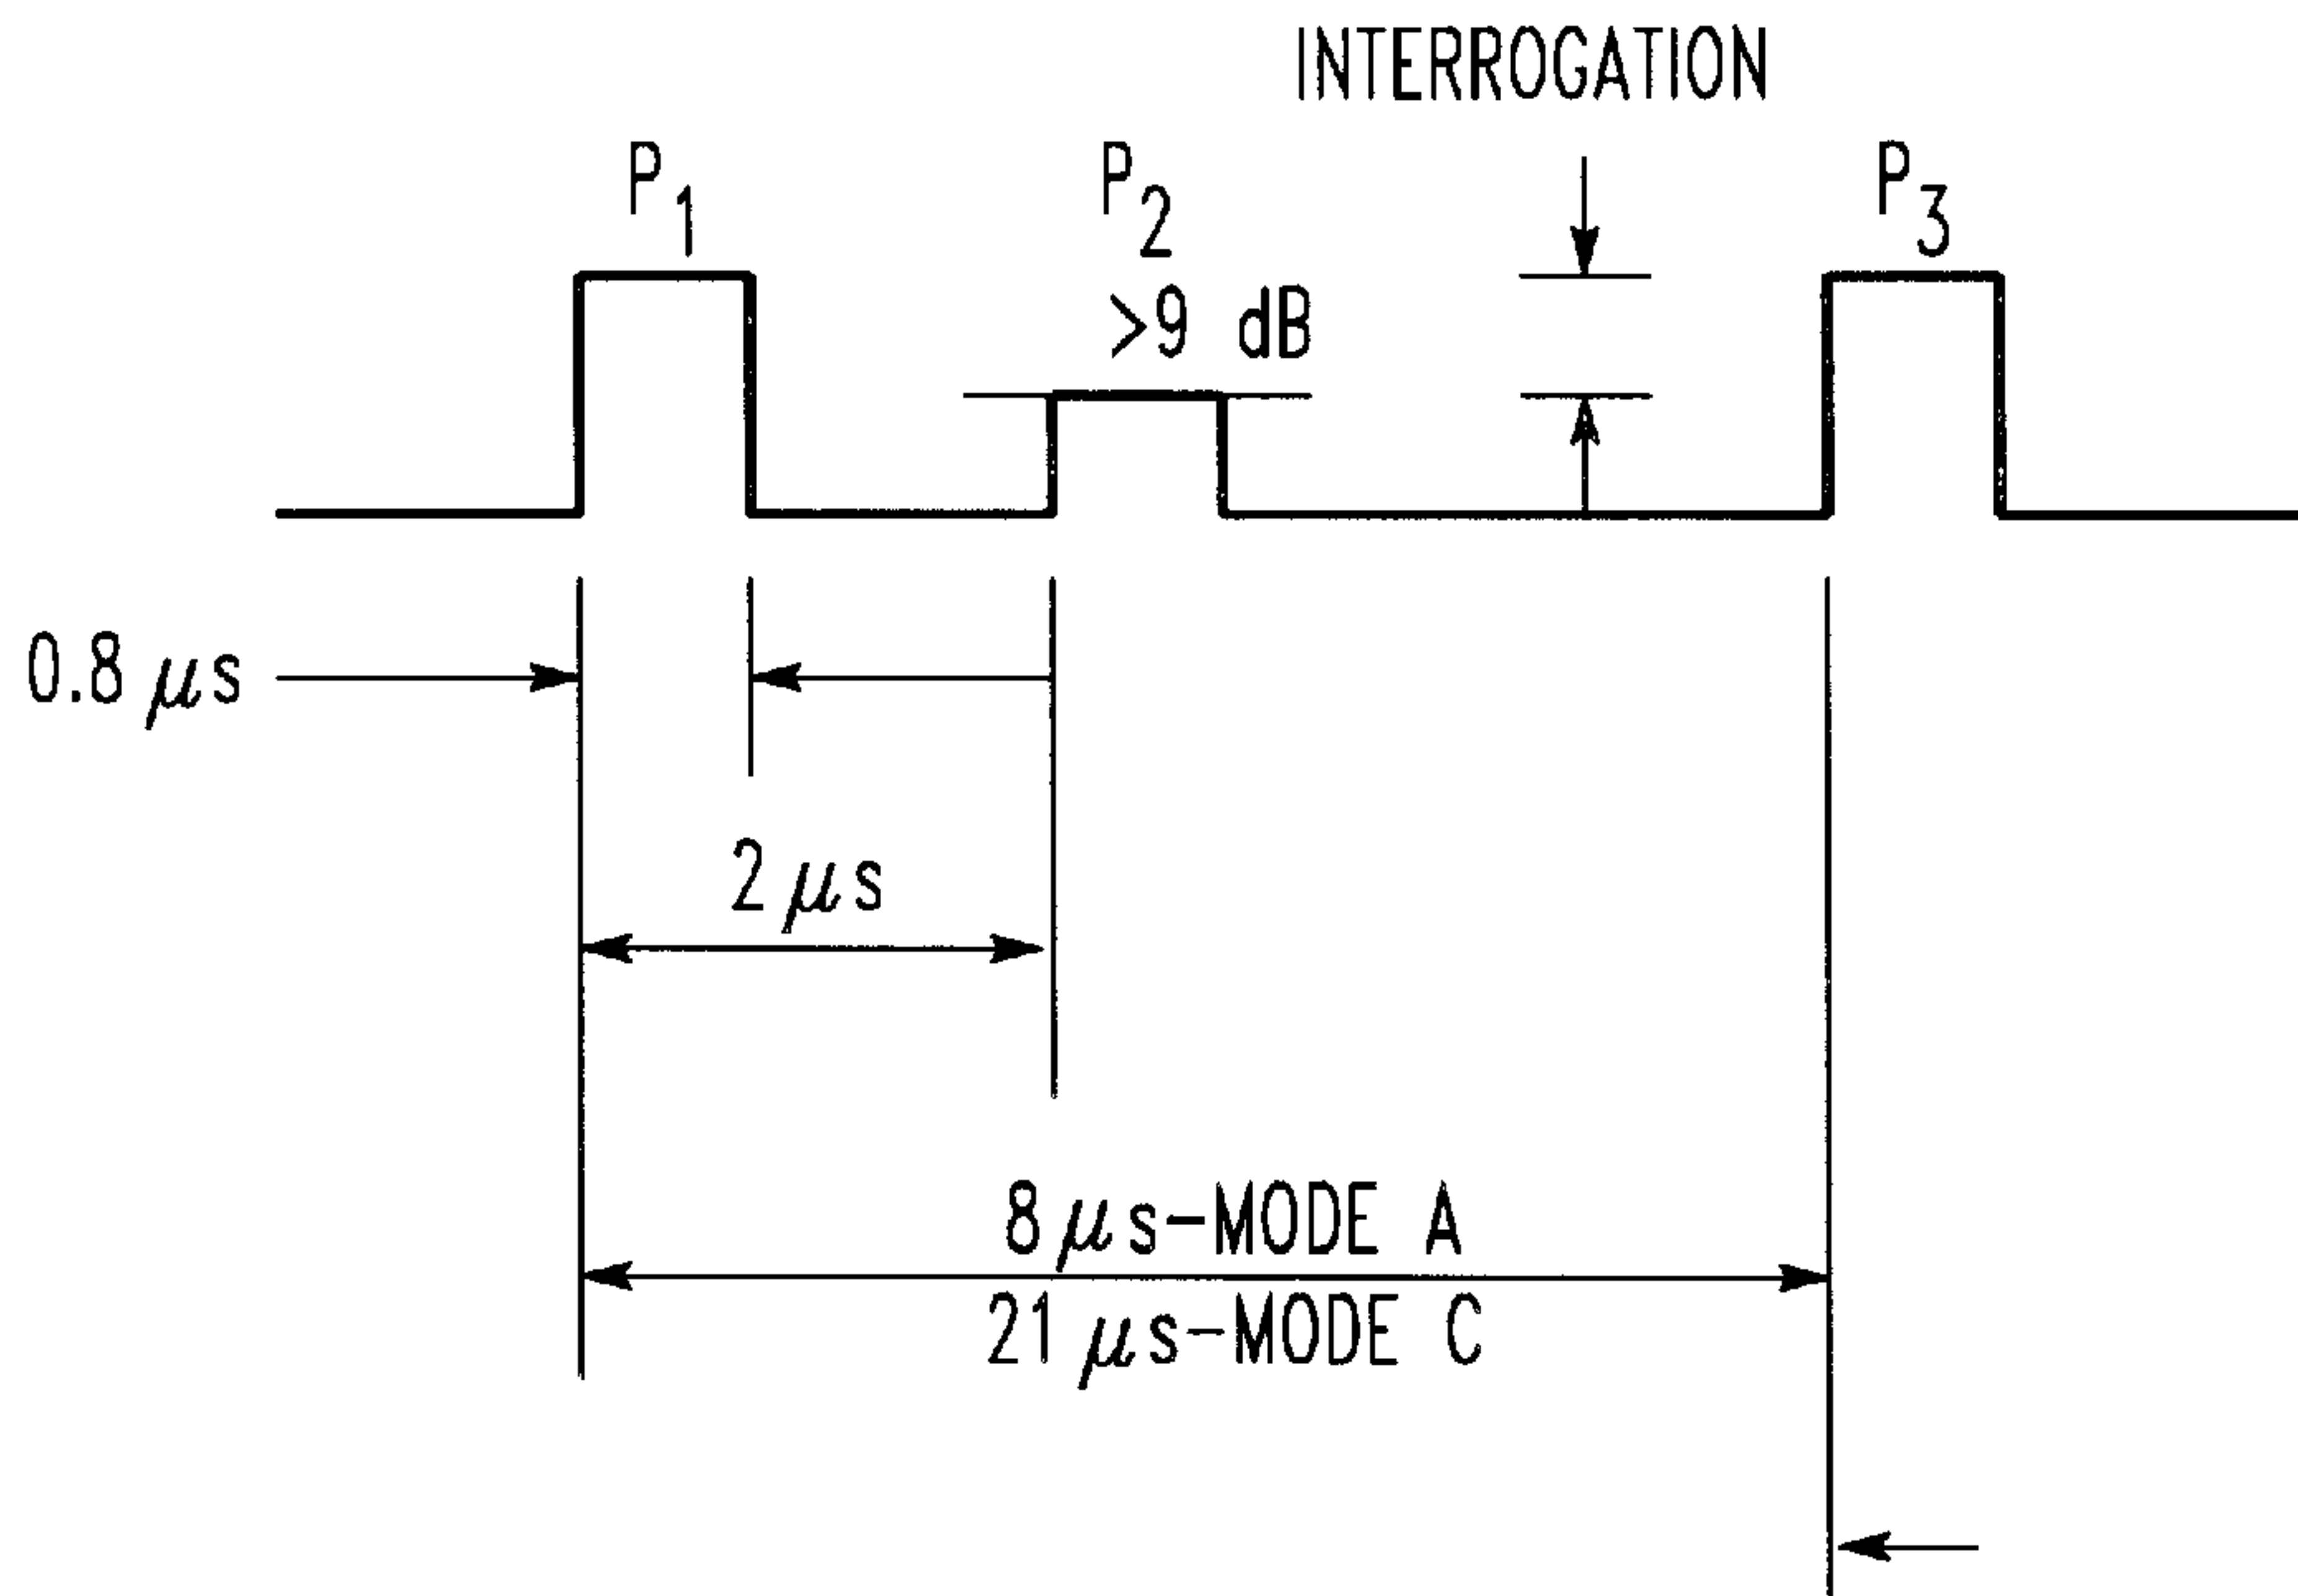 INTERROGATION
P1
P2
P3
>9 dB
0.8 μs
2 μs
8 μs-MODE A
21 μs-MODE C